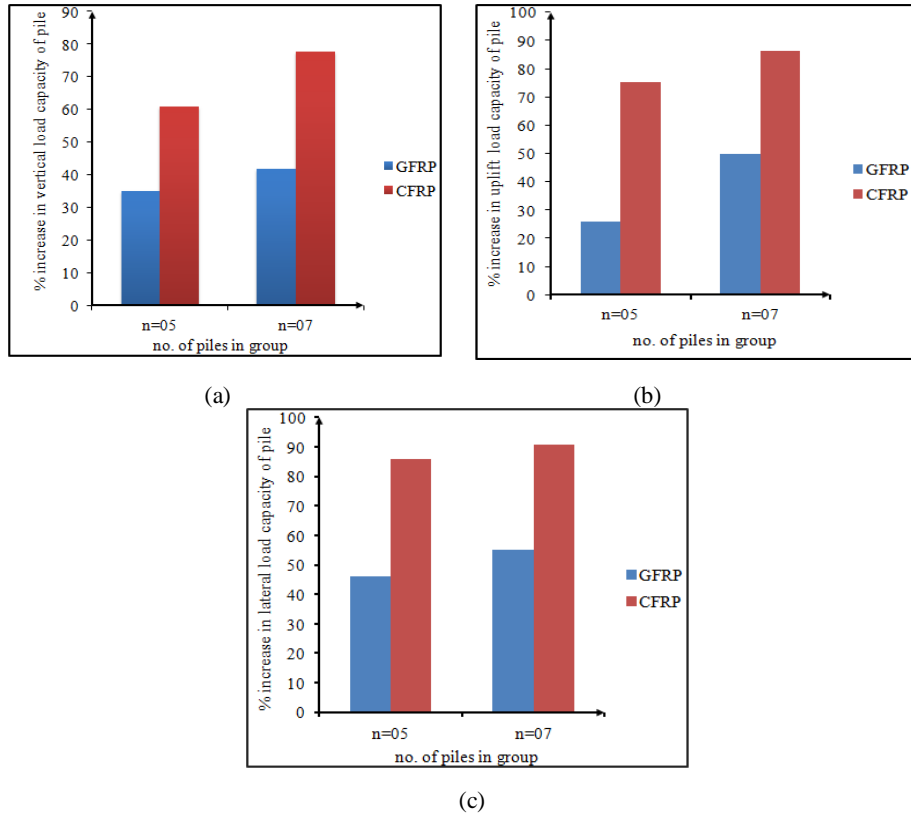 % increase in vertical load capacity of pile
90
80
70
60
50
40
30
20
10
0
n=05 n=07
no. of piles in group
GFRP
CFRP
(a)
% increase in uplift load capacity of pile
100
90
80
70
60
50
40
30
20
10
0
n=05 n=07
no. of piles in group
GFRP
CFRP
(b)
% increase in lateral load capacity of pile
100
90
80
70
60
50
40
30
20
10
0
n=05 n=07
no. of piles in group
GFRP
CFRP
(c)